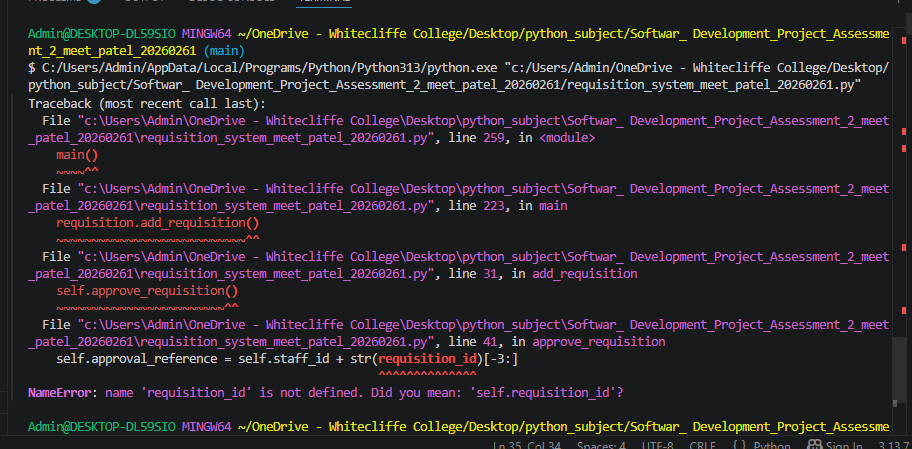 Admin@DESKTOP-DL59SIO MINGW64 ~/OneDrive - Whitecliffe College/Desktop/python_subject/Softwar_ Development_Project_Assessme
nt_2_meet_patel_20260261 (main)
$ C:/Users/Admin/AppData/Local/Programs/Python/Python313/python.exe "c:/Users/Admin/OneDrive - Whitecliffe College/Desktop/
python_subject/Softwar_ Development_Project_Assessment_2_meet_patel_20260261/requisition_system_meet_patel_20260261.py"
Traceback (most recent call last):
  File "c:\Users\Admin\OneDrive - Whitecliffe College\Desktop\python_subject\Softwar_ Development_Project_Assessment_2_meet
_patel_20260261\requisition_system_meet_patel_20260261.py", line 259, in <module>
    main()
    ~~~~^^
  File "c:\Users\Admin\OneDrive - Whitecliffe College\Desktop\python_subject\Softwar_ Development_Project_Assessment_2_meet
_patel_20260261\requisition_system_meet_patel_20260261.py", line 223, in main
    requisition.add_requisition()
    ~~~~~~~~~~~~~~~~~~~~~~~~~~~^^
  File "c:\Users\Admin\OneDrive - Whitecliffe College\Desktop\python_subject\Softwar_ Development_Project_Assessment_2_meet
_patel_20260261\requisition_system_meet_patel_20260261.py", line 31, in add_requisition
    self.approve_requisition()
    ~~~~~~~~~~~~~~~~~~~~~~~~^^
  File "c:\Users\Admin\OneDrive - Whitecliffe College\Desktop\python_subject\Softwar_ Development_Project_Assessment_2_meet
_patel_20260261\requisition_system_meet_patel_20260261.py", line 41, in approve_requisition
    self.approval_reference = self.staff_id + str(requisition_id)[-3:]
                                                  ^^^^^^^^^^^^^^
NameError: name 'requisition_id' is not defined. Did you mean: 'self.requisition_id'?
Admin@DESKTOP-DL59SIO MINGW64 ~/OneDrive - Whitecliffe College/Desktop/python_subject/Softwar_ Development_Project_Assessme
Ln 35, Col 34 Spaces: 4 UTF-8 CRLF {} Python Sign In 3.13.7